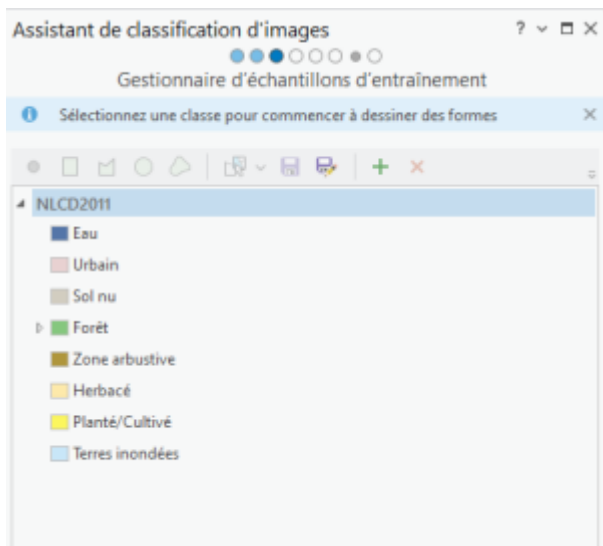 Assistant de classification d'images
Gestionnaire d'échantillons d'entraînement
Sélectionnez une classe pour commencer à dessiner des formes
NLCD2011
Eau
Urbain
Sol nu
Forêt
Zone arbustive
Herbacé
Planté/Cultivé
Terres inondées